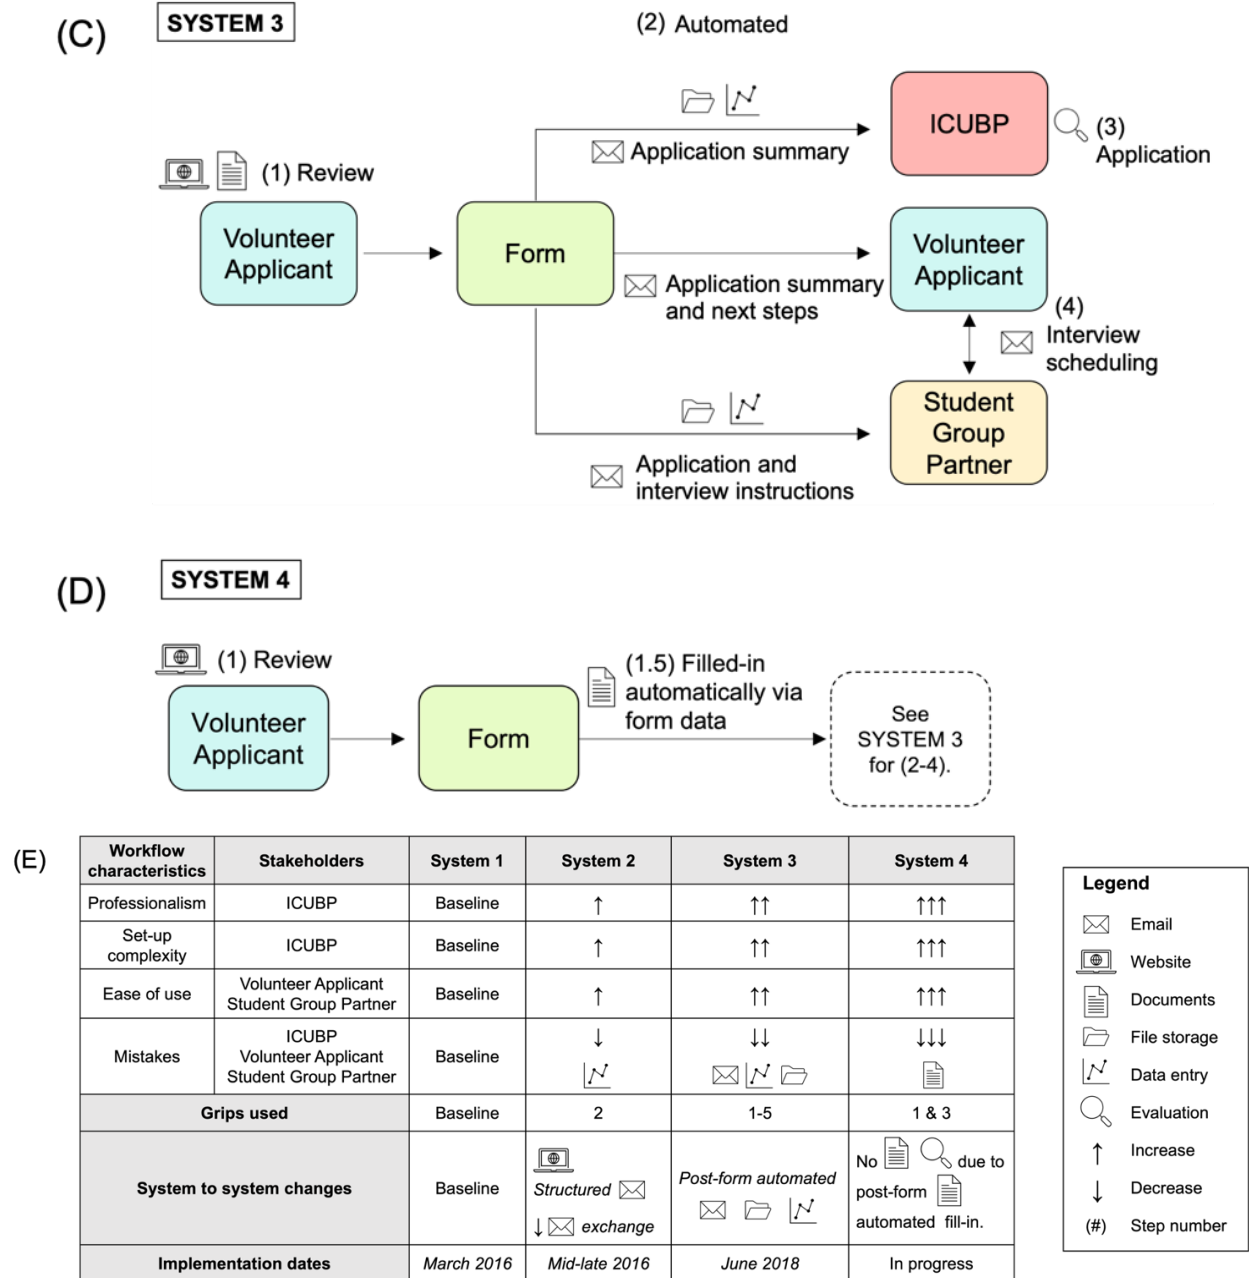 (C)
SYSTEM 3
(2) Automated
ICUBP
(3)
Application
Application summary
(1) Review
Volunteer
Applicant
Form
Volunteer
Applicant
Application summary
and next steps
(4)
Interview
scheduling
Student
Group
Partner
Application and
interview instructions
(D)
SYSTEM 4
(1) Review
Volunteer
Applicant
Form
(1.5) Filled-in
automatically via
form data
See
SYSTEM 3
for (2-4).
(E)
Workflow
characteristics
Stakeholders
System 1
System 2
System 3
System 4
Professionalism
ICUBP
Baseline
↑
↑↑
↑↑↑
Set-up
complexity
ICUBP
Baseline
↑
↑↑
↑↑↑
Ease of use
Volunteer Applicant
Student Group Partner
Baseline
↑
↑↑
↑↑↑
Mistakes
ICUBP
Volunteer Applicant
Student Group Partner
Baseline
↓
↓↓
↓↓↓
Grips used
Baseline
2
1-5
1 & 3
System to system changes
Baseline
Structured
↓ exchange
Post-form automated
No due to
post-form
automated fill-in.
Implementation dates
March 2016
Mid-late 2016
June 2018
In progress
Legend
Email
Website
Documents
File storage
Data entry
Evaluation
↑ Increase
↓ Decrease
(#) Step number